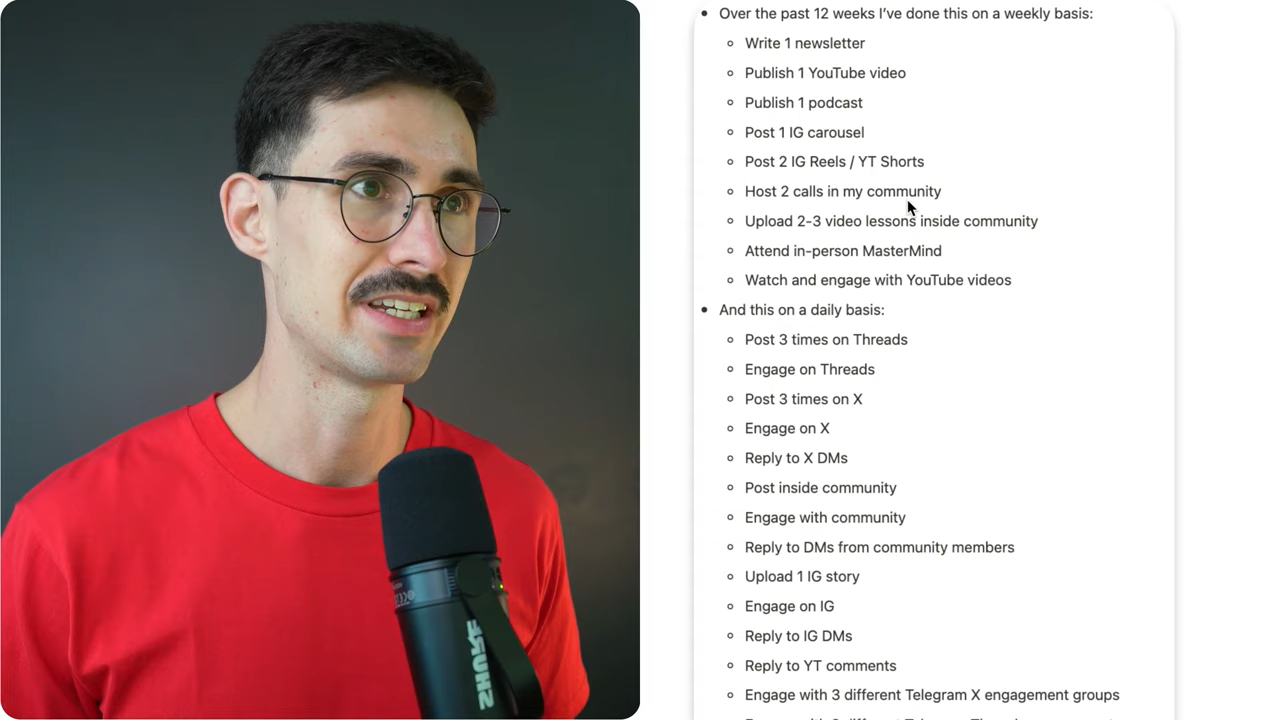 Over the past 12 weeks I've done this on a weekly basis:
Write 1 newsletter
Publish 1 YouTube video
Publish 1 podcast
Post 1 IG carousel
Post 2 IG Reels / YT Shorts
Host 2 calls in my community
Upload 2-3 video lessons inside community
Attend in-person MasterMind
Watch and engage with YouTube videos
And this on a daily basis:
Post 3 times on Threads
Engage on Threads
Post 3 times on X
Engage on X
Reply to X DMs
Post inside community
Engage with community
Reply to DMs from community members
Upload 1 IG story
Engage on IG
Reply to IG DMs
Reply to YT comments
Engage with 3 different Telegram X engagement groups
SHURE